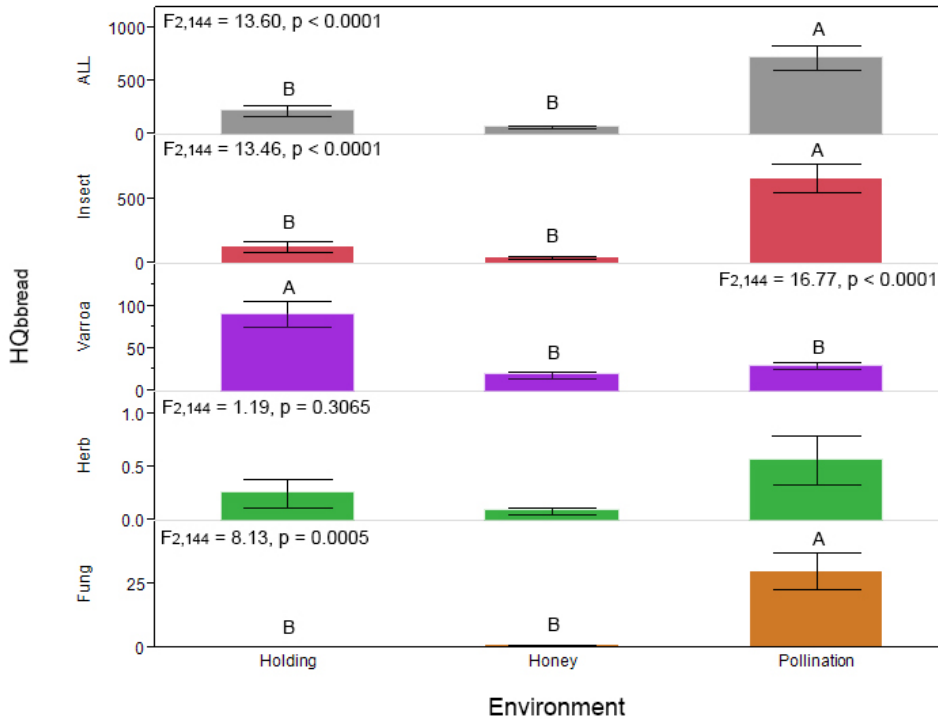 F2,144 = 13.60, p < 0.0001
1000
500
0
ALL
B
B
A
F2,144 = 13.46, p < 0.0001
500
0
Insect
B
B
A
F2,144 = 16.77, p < 0.0001
100
50
0
Varroa
A
B
B
F2,144 = 1.19, p = 0.3065
1.0
0.5
0.0
Herb
F2,144 = 8.13, p = 0.0005
25
0
Fung
B
B
A
HQbbread
Holding
Honey
Pollination
Environment